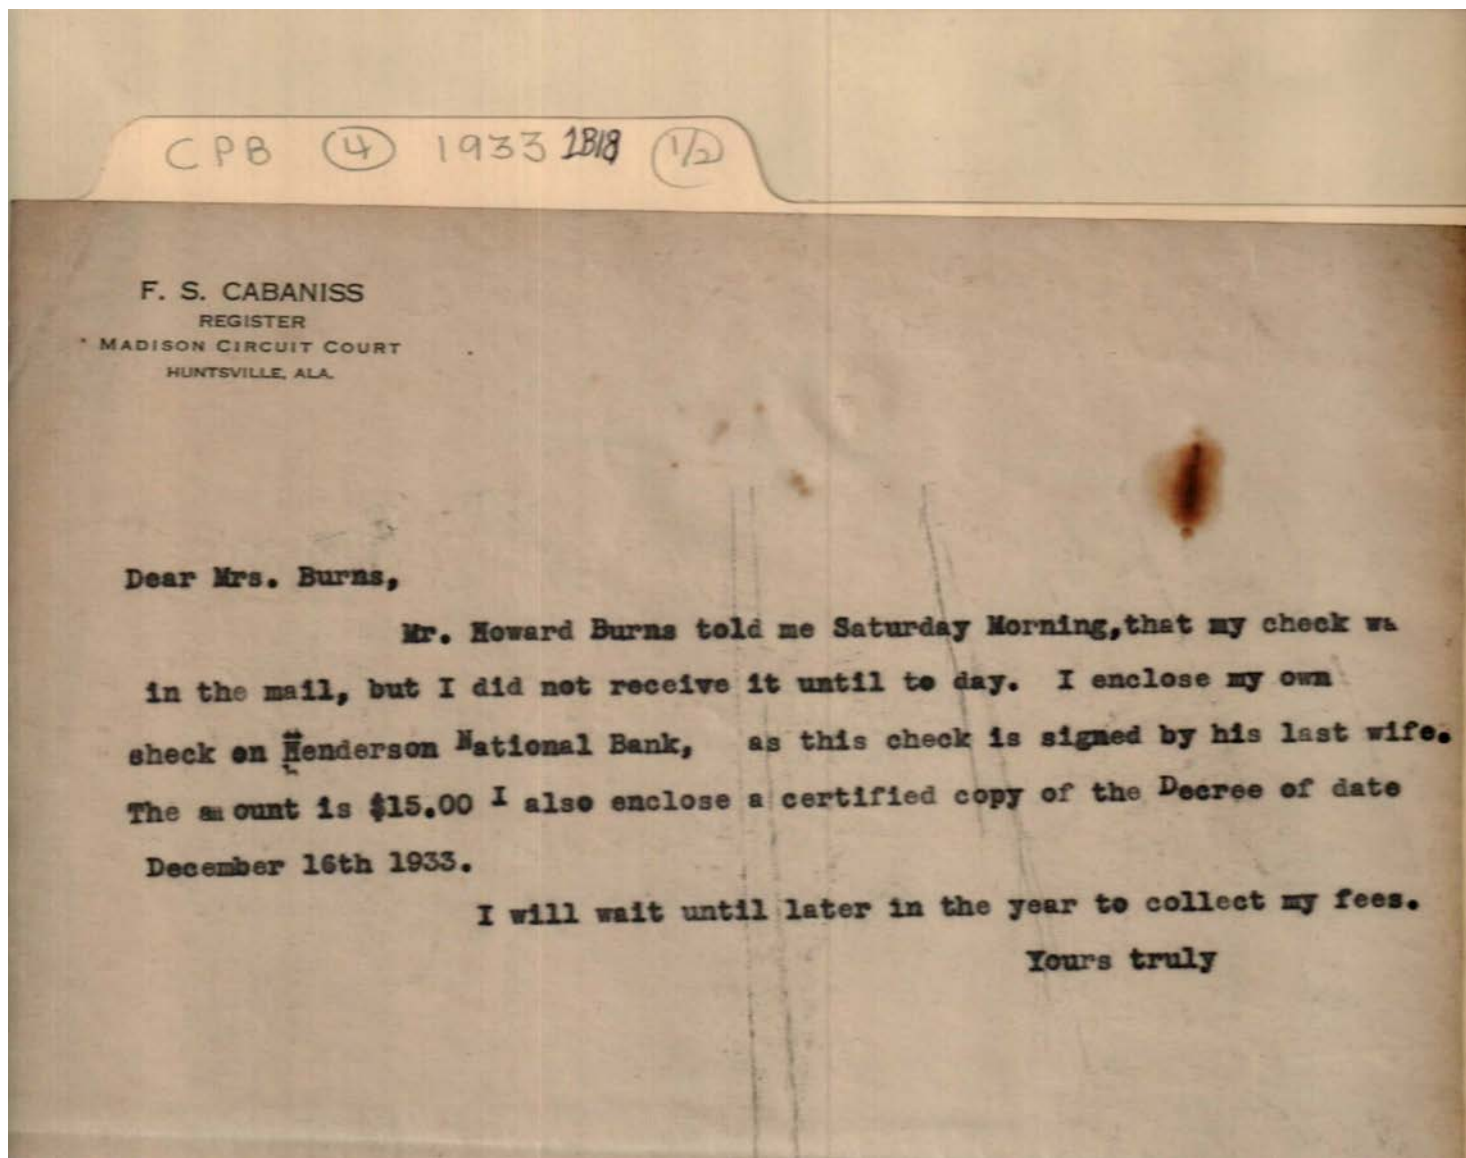 CPB 4 1933 2B18 1/2
F. S. CABANISS
REGISTER
MADISON CIRCUIT COURT
HUNTSVILLE, ALA.
Dear Mrs. Burns,
Mr. Howard Burns told me Saturday Morning,that my check wa
in the mail, but I did not receive it until to day. I enclose my own
sheck on Henderson National Bank, as this check is signed by his last wife.
The am ount is $15.00 I also enclose a certified copy of the Decree of date
December 16th 1933.
I will wait until later in the year to collect my fees.
Yours truly